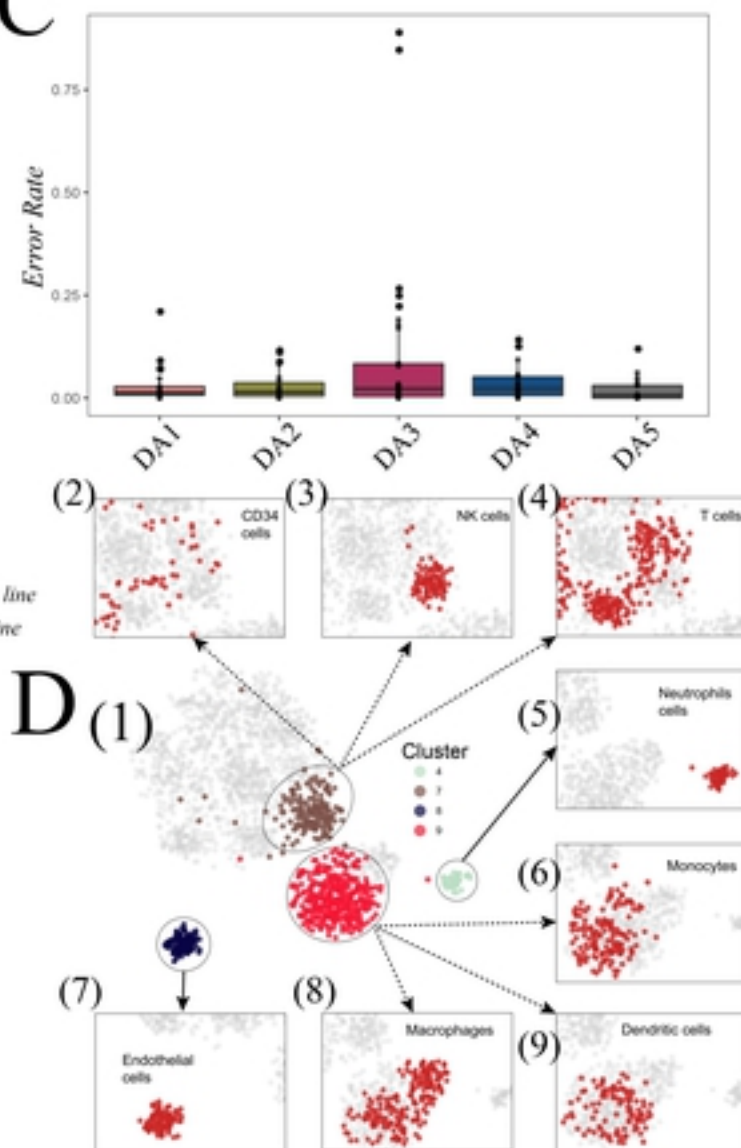 C
0.75
0.50
0.25
0.00
Error Rate
DA1
DA2
DA3
DA4
DA5
(2)
CD34
cells
(3)
NK cells
(4)
T cells
line
D
(1)
Cluster
4
7
8
9
(5)
Neutrophils
cells
(6)
Monocytes
(7)
Endothelial
cells
(8)
Macrophages
(9)
Dendritic cells